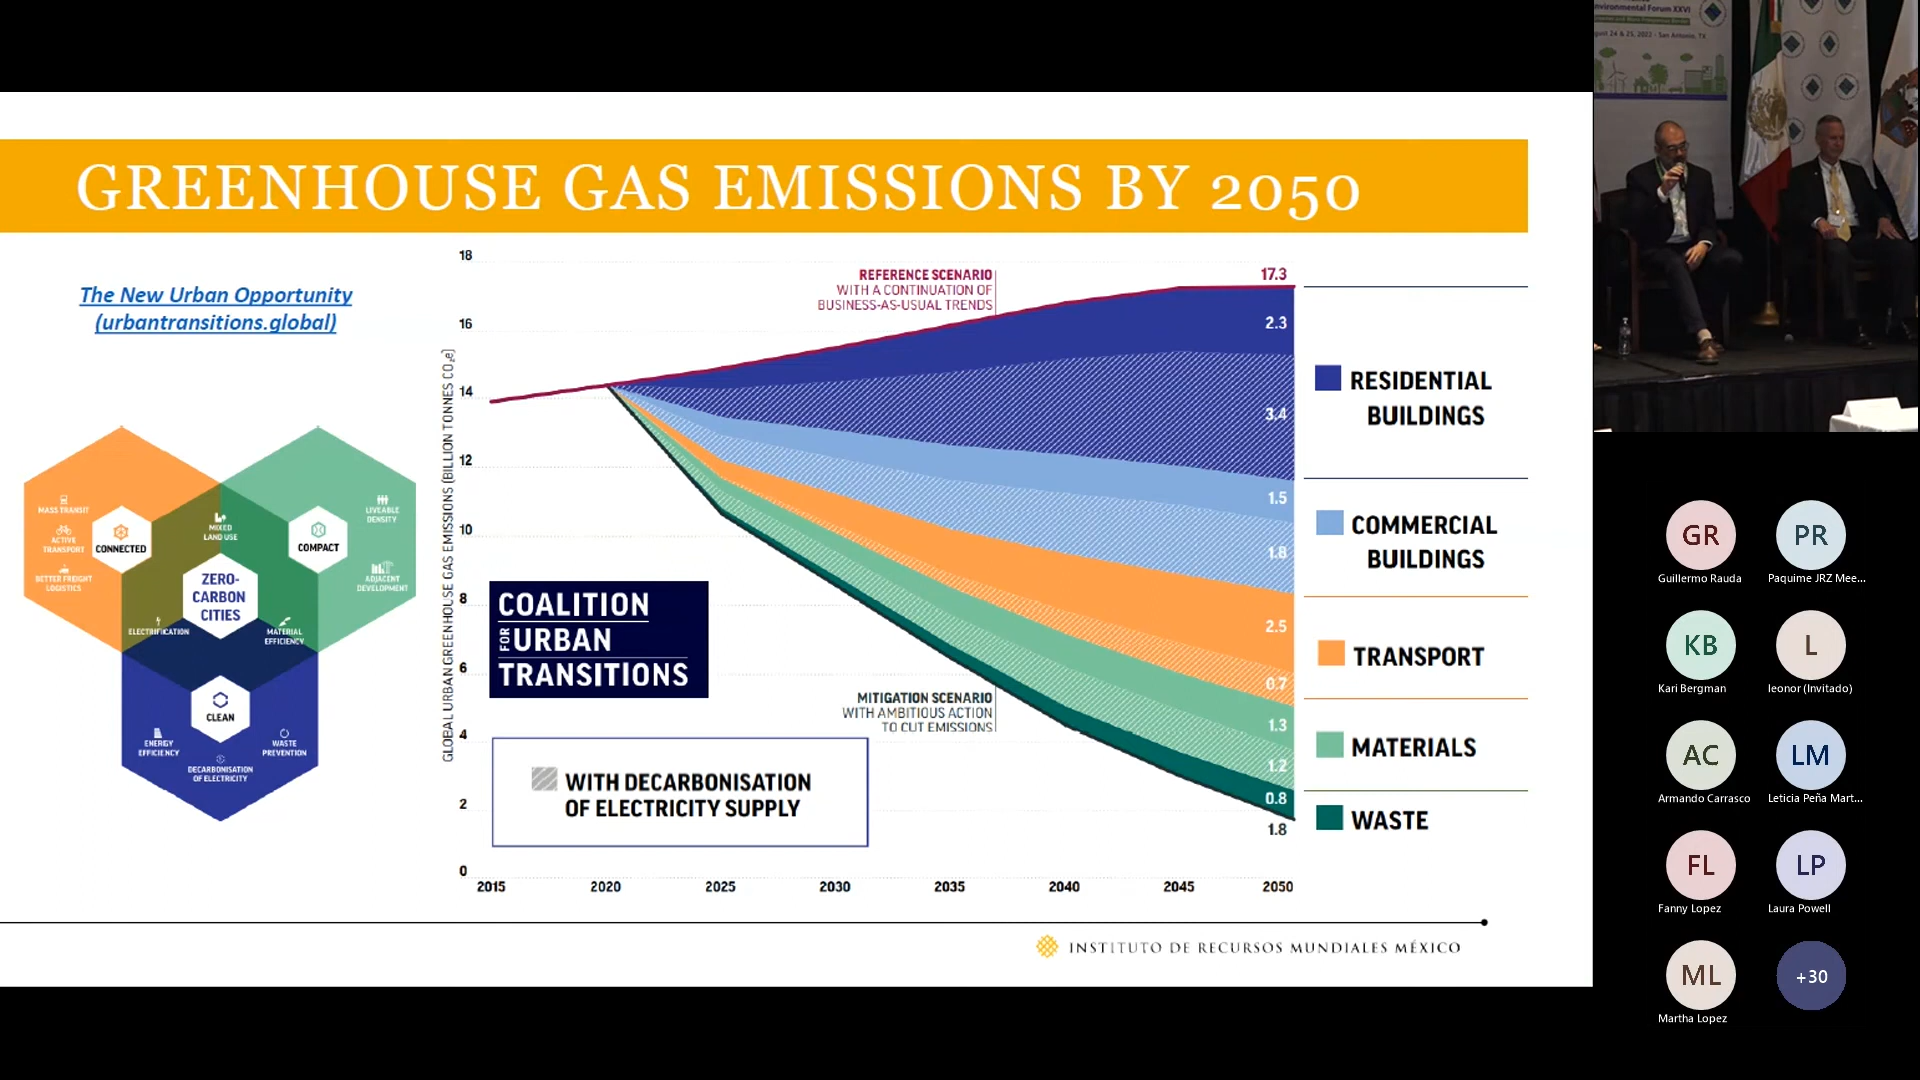 GREENHOUSE GAS EMISSIONS BY 2050
The New Urban Opportunity
(urbantransitions.global)
MASS TRANSIT
ACTIVE
TRANSPORT
BETTER FREIGHT
LOGISTICS
CONNECTED
MIXED
LAND USE
COMPACT
LIVEABLE
DENSITY
ADJACENT
DEVELOPMENT
ZERO-
CARBON
CITIES
ELECTRIFICATION
MATERIAL
EFFICIENCY
CLEAN
ENERGY
EFFICIENCY
WASTE
PREVENTION
DECARBONISATION
OF ELECTRICITY
GLOBAL URBAN GREENHOUSE GAS EMISSIONS (BILLION TONNES CO2e)
18
16
14
12
10
8
6
4
2
0
2015
2020
2025
2030
2035
2040
2045
2050
REFERENCE SCENARIO
WITH A CONTINUATION OF
BUSINESS-AS-USUAL TRENDS
MITIGATION SCENARIO
WITH AMBITIOUS ACTION
TO CUT EMISSIONS
COALITION
FOR URBAN
TRANSITIONS
WITH DECARBONISATION
OF ELECTRICITY SUPPLY
17.3
2.3
3.4
1.5
1.8
2.5
0.7
1.3
1.2
0.8
1.8
RESIDENTIAL
BUILDINGS
COMMERCIAL
BUILDINGS
TRANSPORT
MATERIALS
WASTE
INSTITUTO DE RECURSOS MUNDIALES MÉXICO
Environmental Forum XXVI
GR
Guillermo Rauda
PR
Paquime JRZ Mee...
KB
Kari Bergman
L
leonor (Invitado)
AC
Armando Carrasco
LM
Leticia Peña Mart...
FL
Fanny Lopez
LP
Laura Powell
ML
Martha Lopez
+30